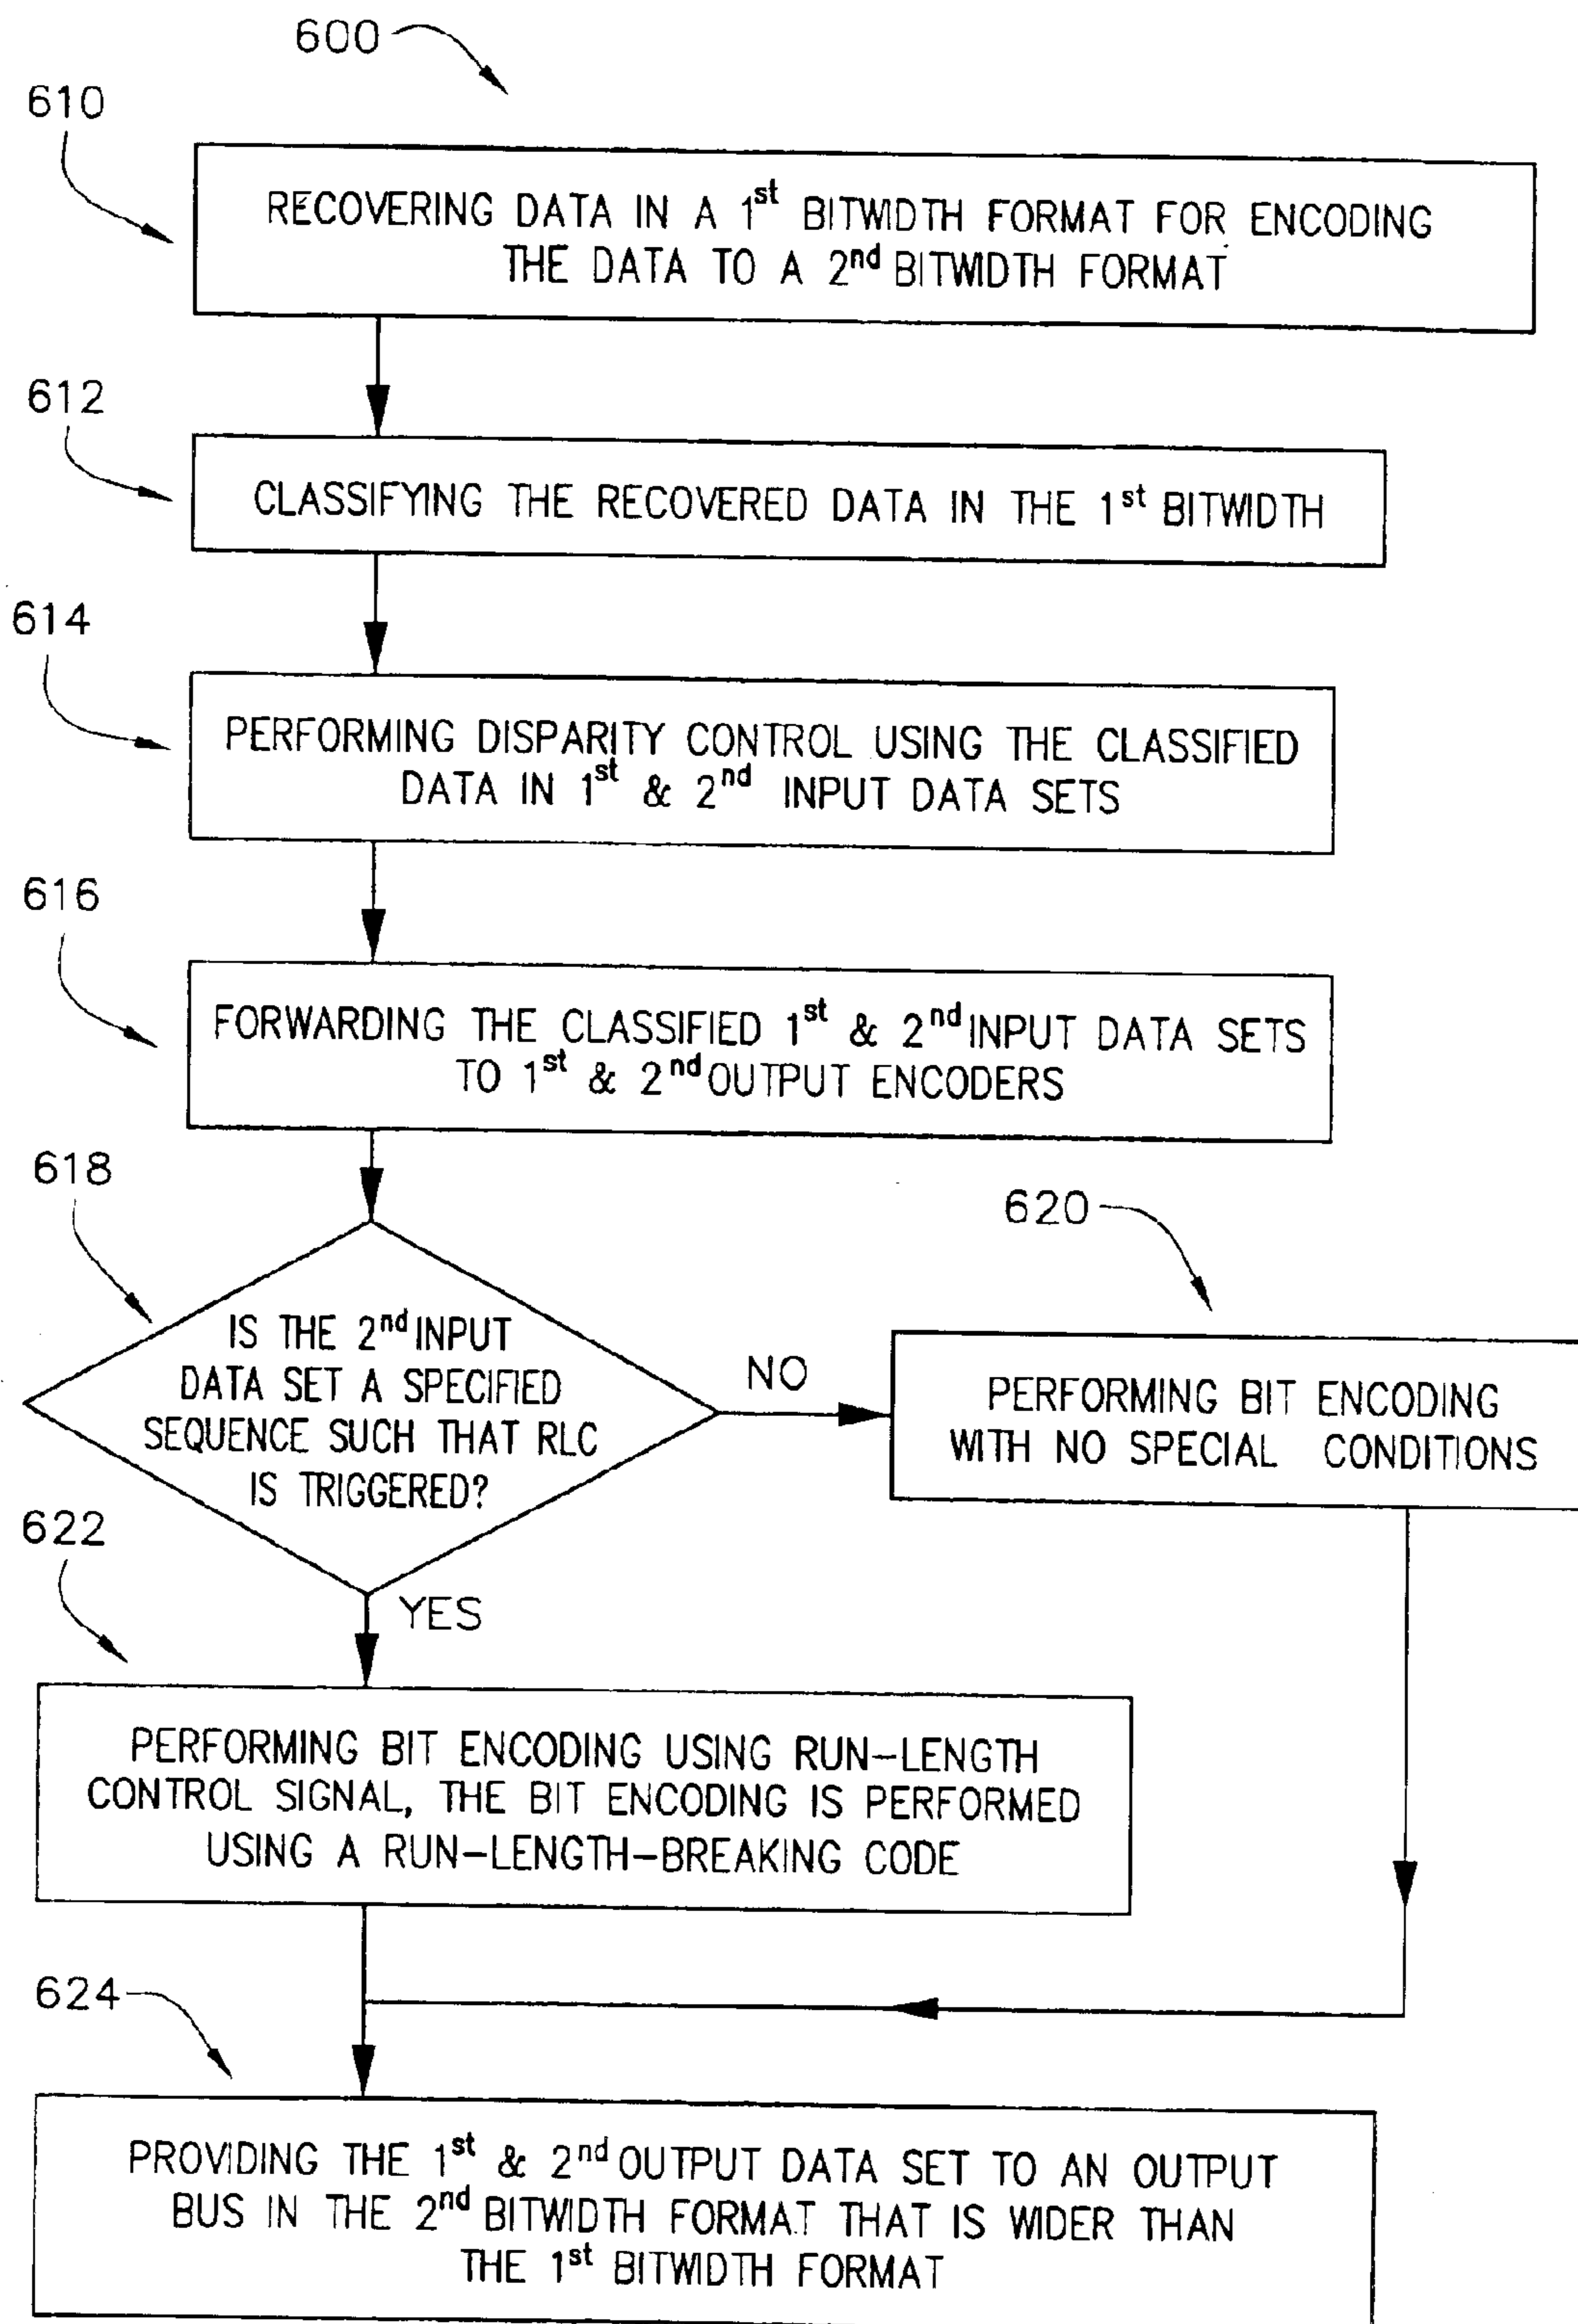 600
610
RECOVERING DATA IN A 1st BITWIDTH FORMAT FOR ENCODING
THE DATA TO A 2nd BITWIDTH FORMAT
612
CLASSIFYING THE RECOVERED DATA IN THE 1st BITWIDTH
614
PERFORMING DISPARITY CONTROL USING THE CLASSIFIED
DATA IN 1st & 2nd INPUT DATA SETS
616
FORWARDING THE CLASSIFIED 1st & 2nd INPUT DATA SETS
TO 1st & 2nd OUTPUT ENCODERS
618
IS THE 2nd INPUT
DATA SET A SPECIFIED
SEQUENCE SUCH THAT RLC
IS TRIGGERED?
NO
620
PERFORMING BIT ENCODING
WITH NO SPECIAL CONDITIONS
YES
622
PERFORMING BIT ENCODING USING RUN-LENGTH
CONTROL SIGNAL, THE BIT ENCODING IS PERFORMED
USING A RUN-LENGTH-BREAKING CODE
624
PROVIDING THE 1st & 2nd OUTPUT DATA SET TO AN OUTPUT
BUS IN THE 2nd BITWIDTH FORMAT THAT IS WIDER THAN
THE 1st BITWIDTH FORMAT